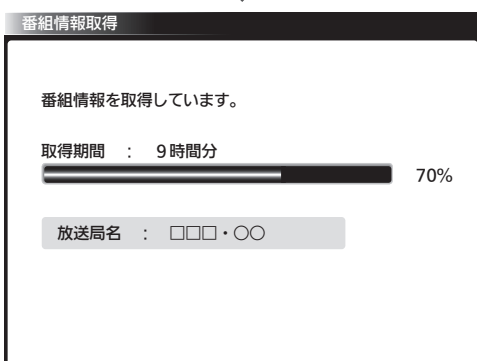 番組情報取得
番組情報を取得しています。
取得期間 : 9時間分
70%
放送局名 : □□□・○○